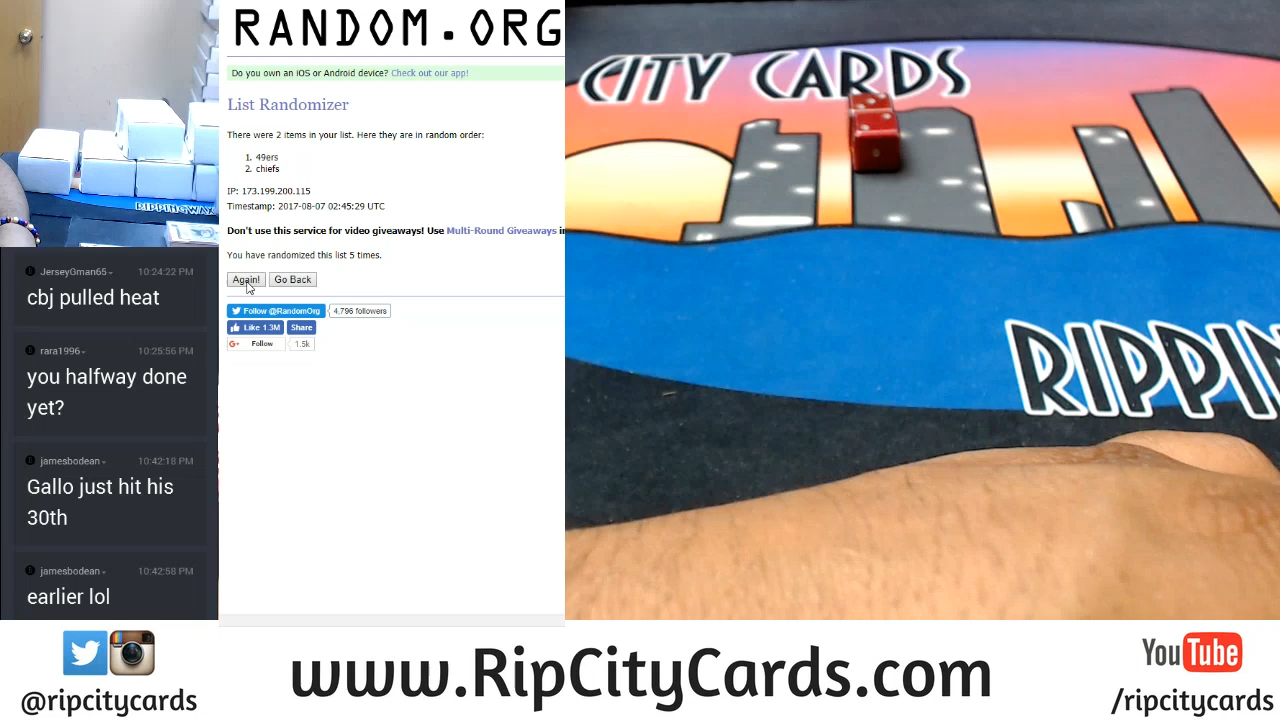 RANDOM.ORG
Do you own an iOS or Android device? Check out our app!
List Randomizer
There were 2 items in your list. Here they are in random order:
1. 49ers
2. chiefs
IP: 173.199.200.115
Timestamp: 2017-08-07 02:45:29 UTC
Don't use this service for video giveaways! Use Multi-Round Giveaways in
You have randomized this list 5 times.
Again! Go Back
Follow @RandomOrg 4,796 followers
Like 1.3M Share
G+ Follow 1.5k
RIPPINGWAX
JerseyGman65 10:24:22 PM
cbj pulled heat
rara1996 10:25:56 PM
you halfway done
yet?
jamesbodean 10:42:18 PM
Gallo just hit his
30th
jamesbodean 10:42:58 PM
earlier lol
CITY CARDS
RIPPIN
@ripcitycards
www.RipCityCards.com
YouTube
/ripcitycards